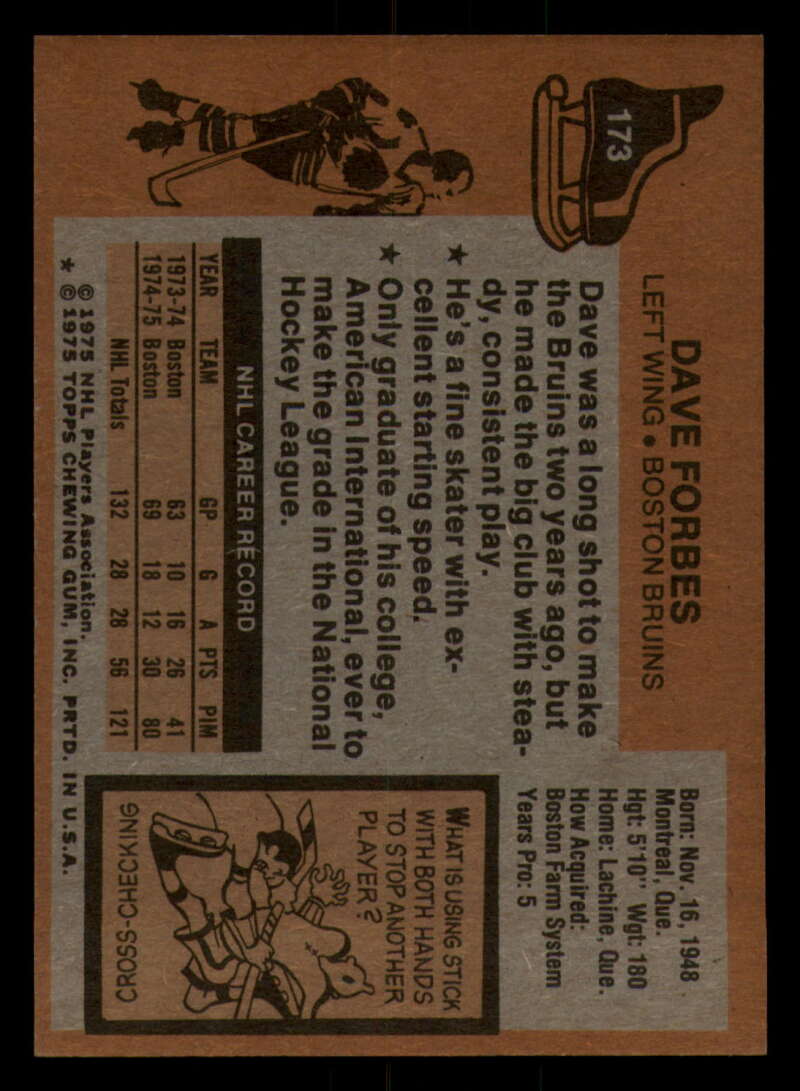 173
DAVE FORBES
LEFT WING • BOSTON BRUINS
Born: Nov. 16, 1948
Montreal, Que.
Hgt: 5'10" Wgt: 180
Home: Lachine, Que.
How Acquired:
Boston Farm System
Years Pro: 5
Dave was a long shot to make
the Bruins two years ago, but
he made the big club with stea-
dy, consistent play.
★ He's a fine skater with ex-
cellent starting speed.
★ Only graduate of his college,
American International, ever to
make the grade in the National
Hockey League.
NHL CAREER RECORD
YEAR TEAM GP G A PTS PIM
1973-74 Boston 63 10 16 26 41
1974-75 Boston 69 18 12 30 80
NHL Totals 132 28 28 56 121
© 1975 NHL Players Association.
* © 1975 TOPPS CHEWING GUM, INC. PRTD. IN U.S.A.
WHAT IS USING STICK
WITH BOTH HANDS
TO STOP ANOTHER
PLAYER?
CROSS-CHECKING